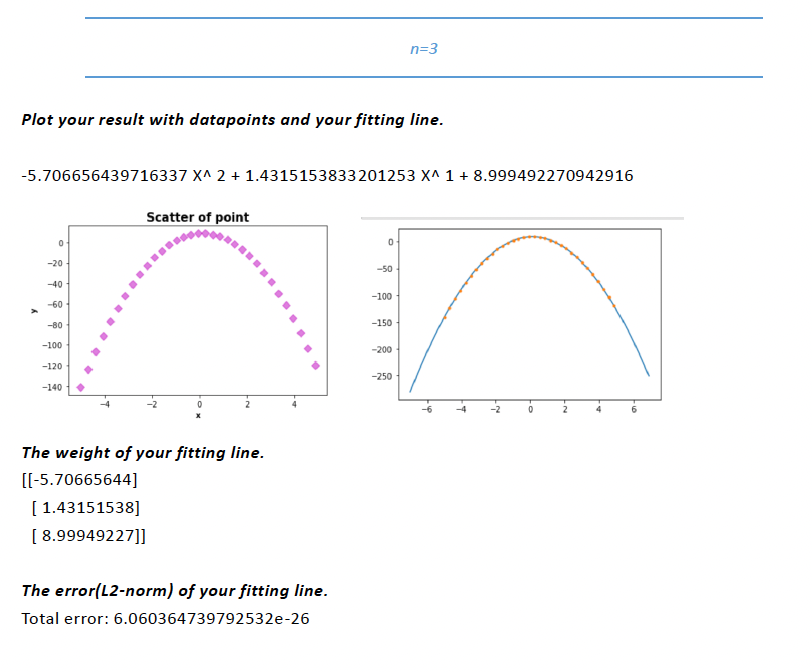 n=3
Plot your result with datapoints and your fitting line.
-5.706656439716337 X^ 2 + 1.4315153833201253 X^ 1 + 8.999492270942916
Scatter of point
0
−20
−40
−60
−80
−100
−120
−140
y
−4 −2 0 2 4
x
0
−50
−100
−150
−200
−250
−6 −4 −2 0 2 4 6
The weight of your fitting line.
[[-5.70665644]
[ 1.43151538]
[ 8.99949227]]
The error(L2-norm) of your fitting line.
Total error: 6.060364739792532e-26